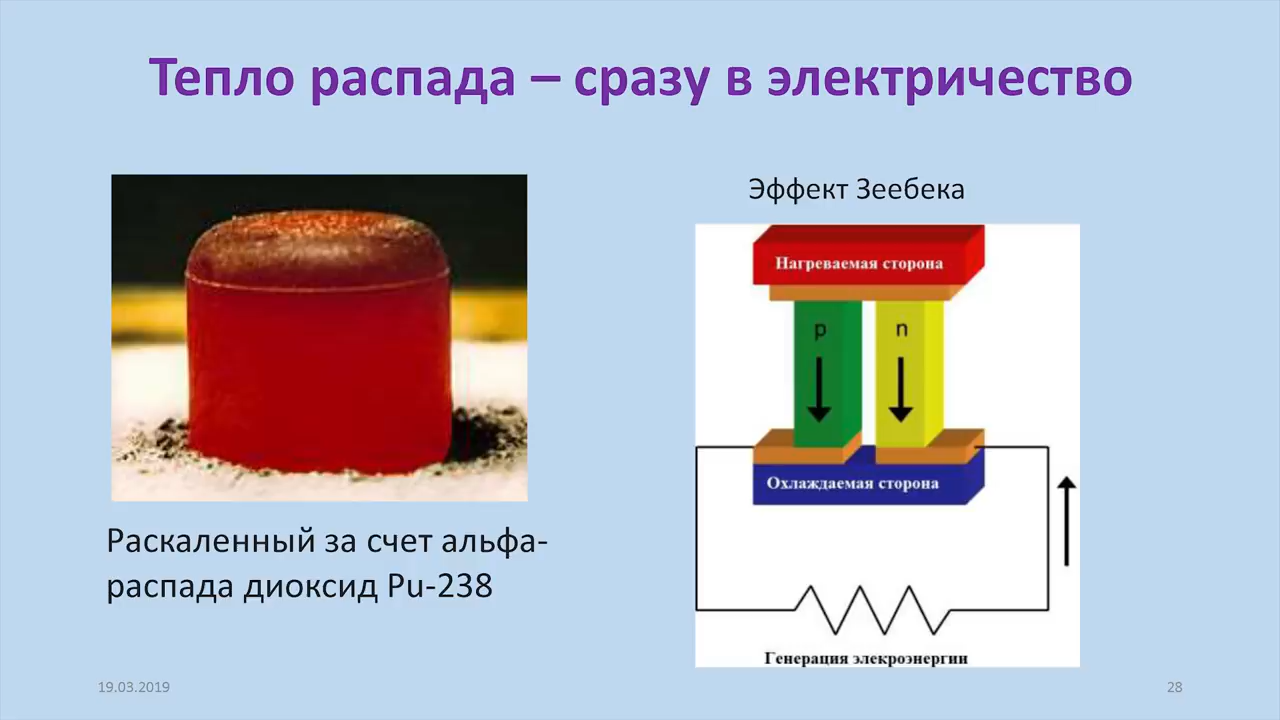 Тепло распада – сразу в электричество
Эффект Зеебека
Нагреваемая сторона
p
n
Охлаждаемая сторона
Генерация элекроэнергии
Раскаленный за счет альфа-
распада диоксид Pu-238
19.03.2019
28